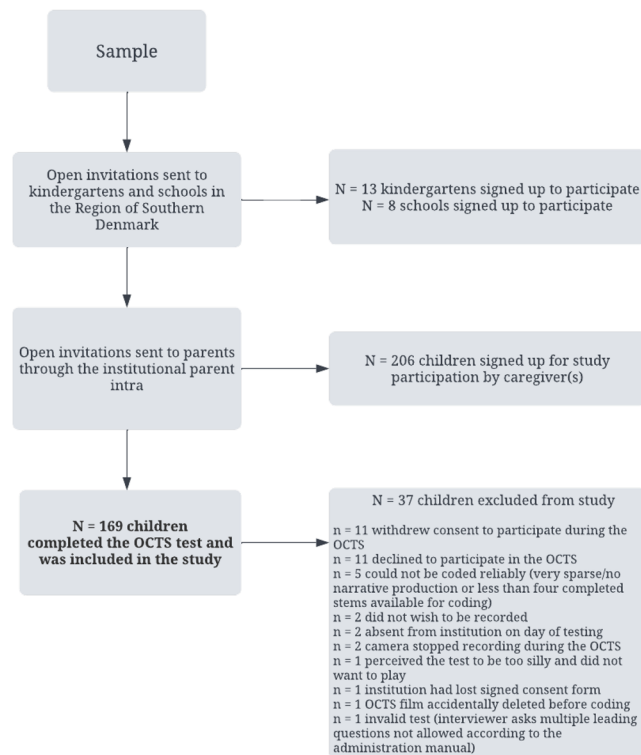 Sample
Open invitations sent to
kindergartens and schools in
the Region of Southern
Denmark
N = 13 kindergartens signed up to participate
N = 8 schools signed up to participate
Open invitations sent to parents
through the institutional parent
intra
N = 206 children signed up for study
participation by caregiver(s)
N = 169 children
completed the OCTS test and
was included in the study
N = 37 children excluded from study
n = 11 withdrew consent to participate during the
OCTS
n = 11 declined to participate in the OCTS
n = 5 could not be coded reliably (very sparse/no
narrative production or less than four completed
stems available for coding)
n = 2 did not wish to be recorded
n = 2 absent from institution on day of testing
n = 2 camera stopped recording during the OCTS
n = 1 perceived the test to be too silly and did not
want to play
n = 1 institution had lost signed consent form
n = 1 OCTS film accidentally deleted before coding
n = 1 invalid test (interviewer asks multiple leading
questions not allowed according to the
administration manual)